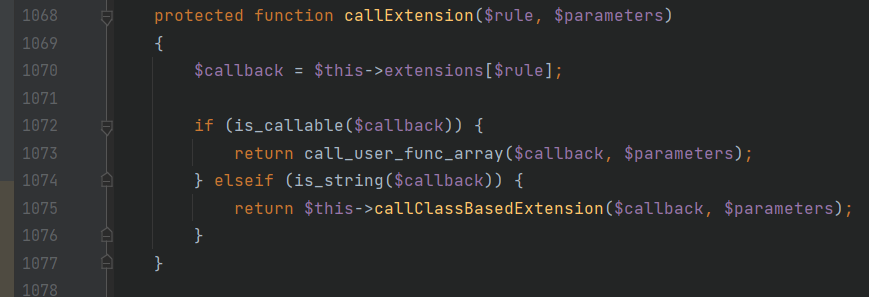 1068 protected function callExtension($rule, $parameters)
1069 {
1070 $callback = $this->extensions[$rule];
1071
1072 if (is_callable($callback)) {
1073 return call_user_func_array($callback, $parameters);
1074 } elseif (is_string($callback)) {
1075 return $this->callClassBasedExtension($callback, $parameters);
1076 }
1077 }
1078